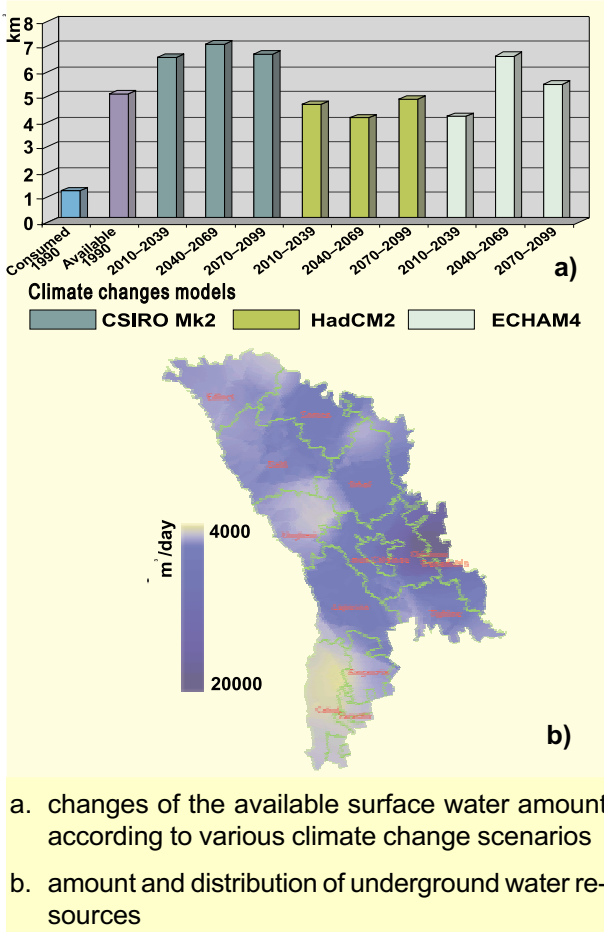 km³
8
7
6
5
4
3
2
1
0
Consumed 1990
Available 1990
2010–2039
2040–2069
2070–2099
2010–2039
2040–2069
2070–2099
2010–2039
2040–2069
2070–2099
a)
Climate changes models
CSIRO Mk2
HadCM2
ECHAM4
4000
m³/day
20000
b)
a. changes of the available surface water amount
according to various climate change scenarios
b. amount and distribution of underground water re-
sources